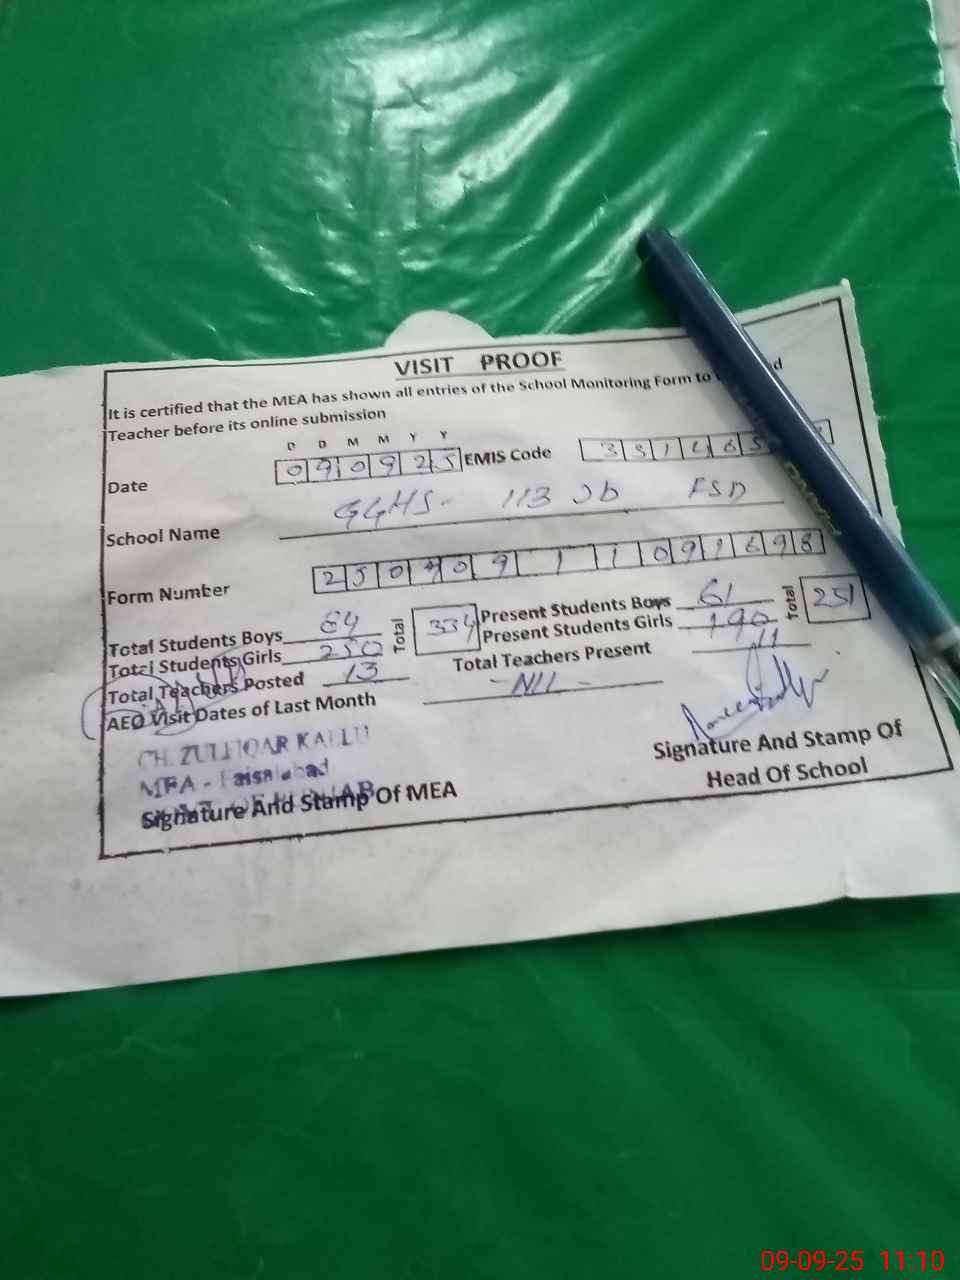 VISIT PROOF
It is certified that the MEA has shown all entries of the School Monitoring Form to d
Teacher before its online submission
D D M M Y Y
Date 0 9 0 9 2 5 EMIS Code 3 3 1 4 6 5
School Name GGHS- 113 Jb FSD
Form Number 2 5 0 9 0 9 1 1 0 9 1 6 9 8
Total Students Boys 84 Total 334 Present Students Boys 61 Total 251
Total Students Girls 250 Present Students Girls 190
Total Teachers Posted 13 Total Teachers Present 11
AEO Visit Dates of Last Month - Nil -
CH. ZULFIQAR KALLU
MEA - Faisalabad
Signature And Stamp Of MEA
Signature And Stamp Of
Head Of School
09-09-25 11:10